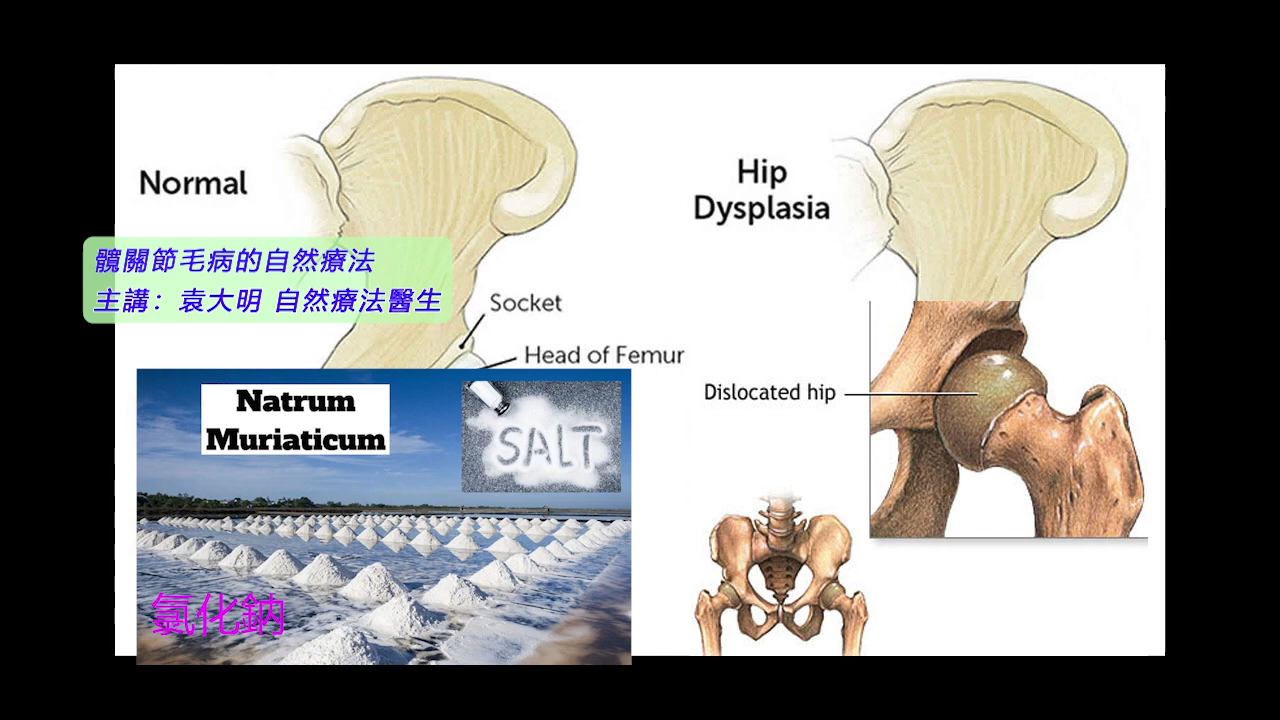 Normal
Hip
Dysplasia
髖關節毛病的自然療法
主講：袁大明 自然療法醫生
Socket
Head of Femur
Dislocated hip
Natrum
Muriaticum
SALT
氯化鈉